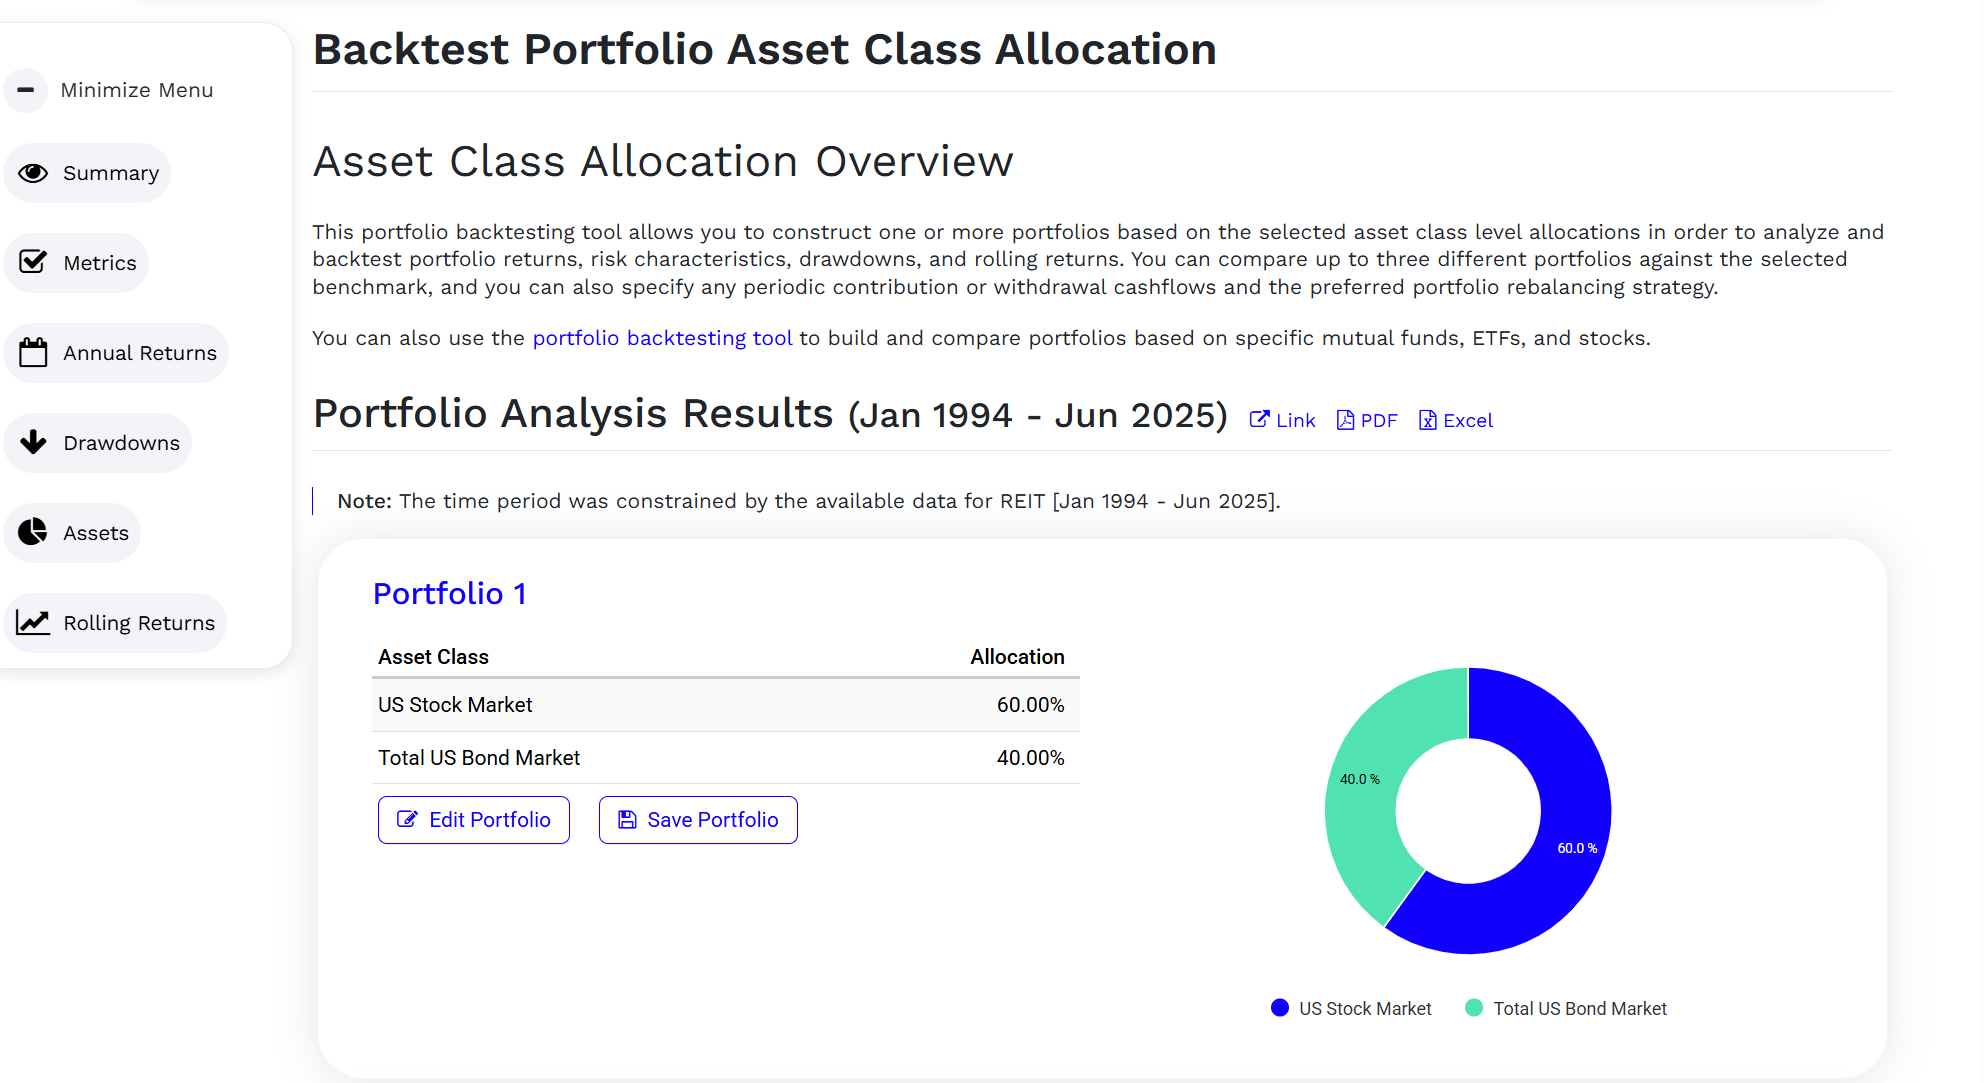 Backtest Portfolio Asset Class Allocation
Minimize Menu
Summary
Metrics
Annual Returns
Drawdowns
Assets
Rolling Returns
Asset Class Allocation Overview
This portfolio backtesting tool allows you to construct one or more portfolios based on the selected asset class level allocations in order to analyze and
backtest portfolio returns, risk characteristics, drawdowns, and rolling returns. You can compare up to three different portfolios against the selected
benchmark, and you can also specify any periodic contribution or withdrawal cashflows and the preferred portfolio rebalancing strategy.
You can also use the portfolio backtesting tool to build and compare portfolios based on specific mutual funds, ETFs, and stocks.
Portfolio Analysis Results (Jan 1994 - Jun 2025) Link PDF Excel
Note: The time period was constrained by the available data for REIT [Jan 1994 - Jun 2025].
Portfolio 1
Asset Class Allocation
US Stock Market 60.00%
Total US Bond Market 40.00%
Edit Portfolio Save Portfolio
40.0 %
60.0 %
US Stock Market Total US Bond Market